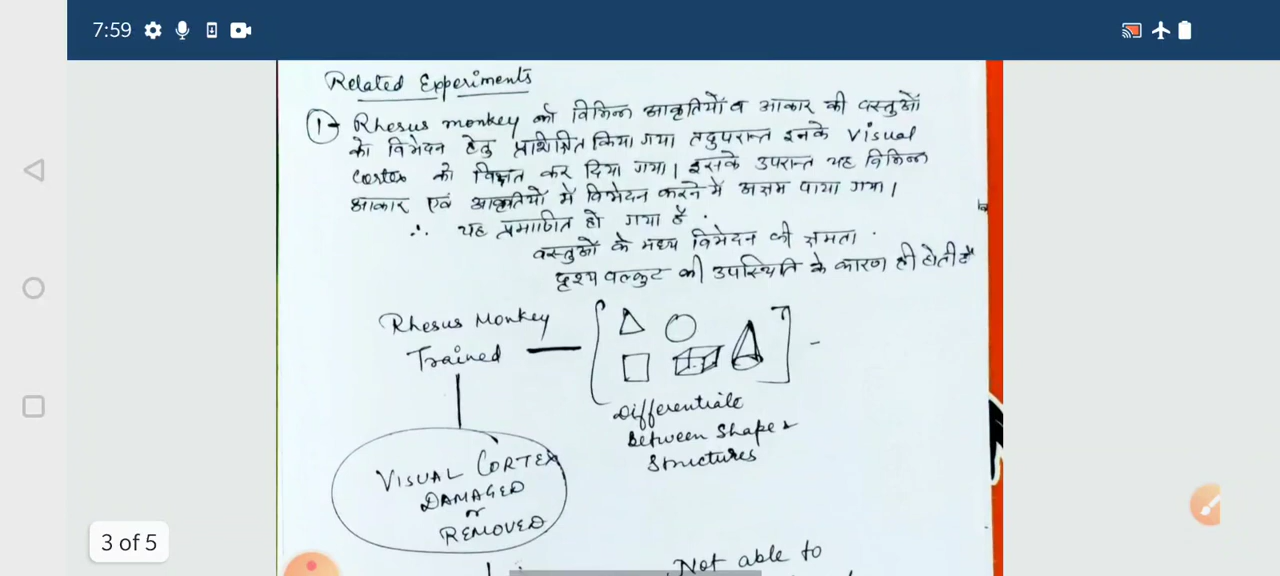 7:59
Related Experiments
1- Rhesus monkey को विभिन्न आकृतियों व आकार की वस्तुओं
के विभेदन हेतु प्रशिक्षित किया गया तदुपरान्त इनके Visual
Cortex को विक्षत कर दिया गया। इसके उपरान्त यह विभिन्न
आकार एवं आकृतियों में विभेदन करने में अक्षम पाया गया।
∴ यह प्रमाणित हो गया है
वस्तुओं के मध्य विभेदन की क्षमता
दृश्य वल्कुट की उपस्थिति के कारण ही होती है
Rhesus Monkey
Trained
Differentiate
between Shape &
Structures
VISUAL CORTEX
DAMAGED
or
REMOVED
3 of 5
Not able to